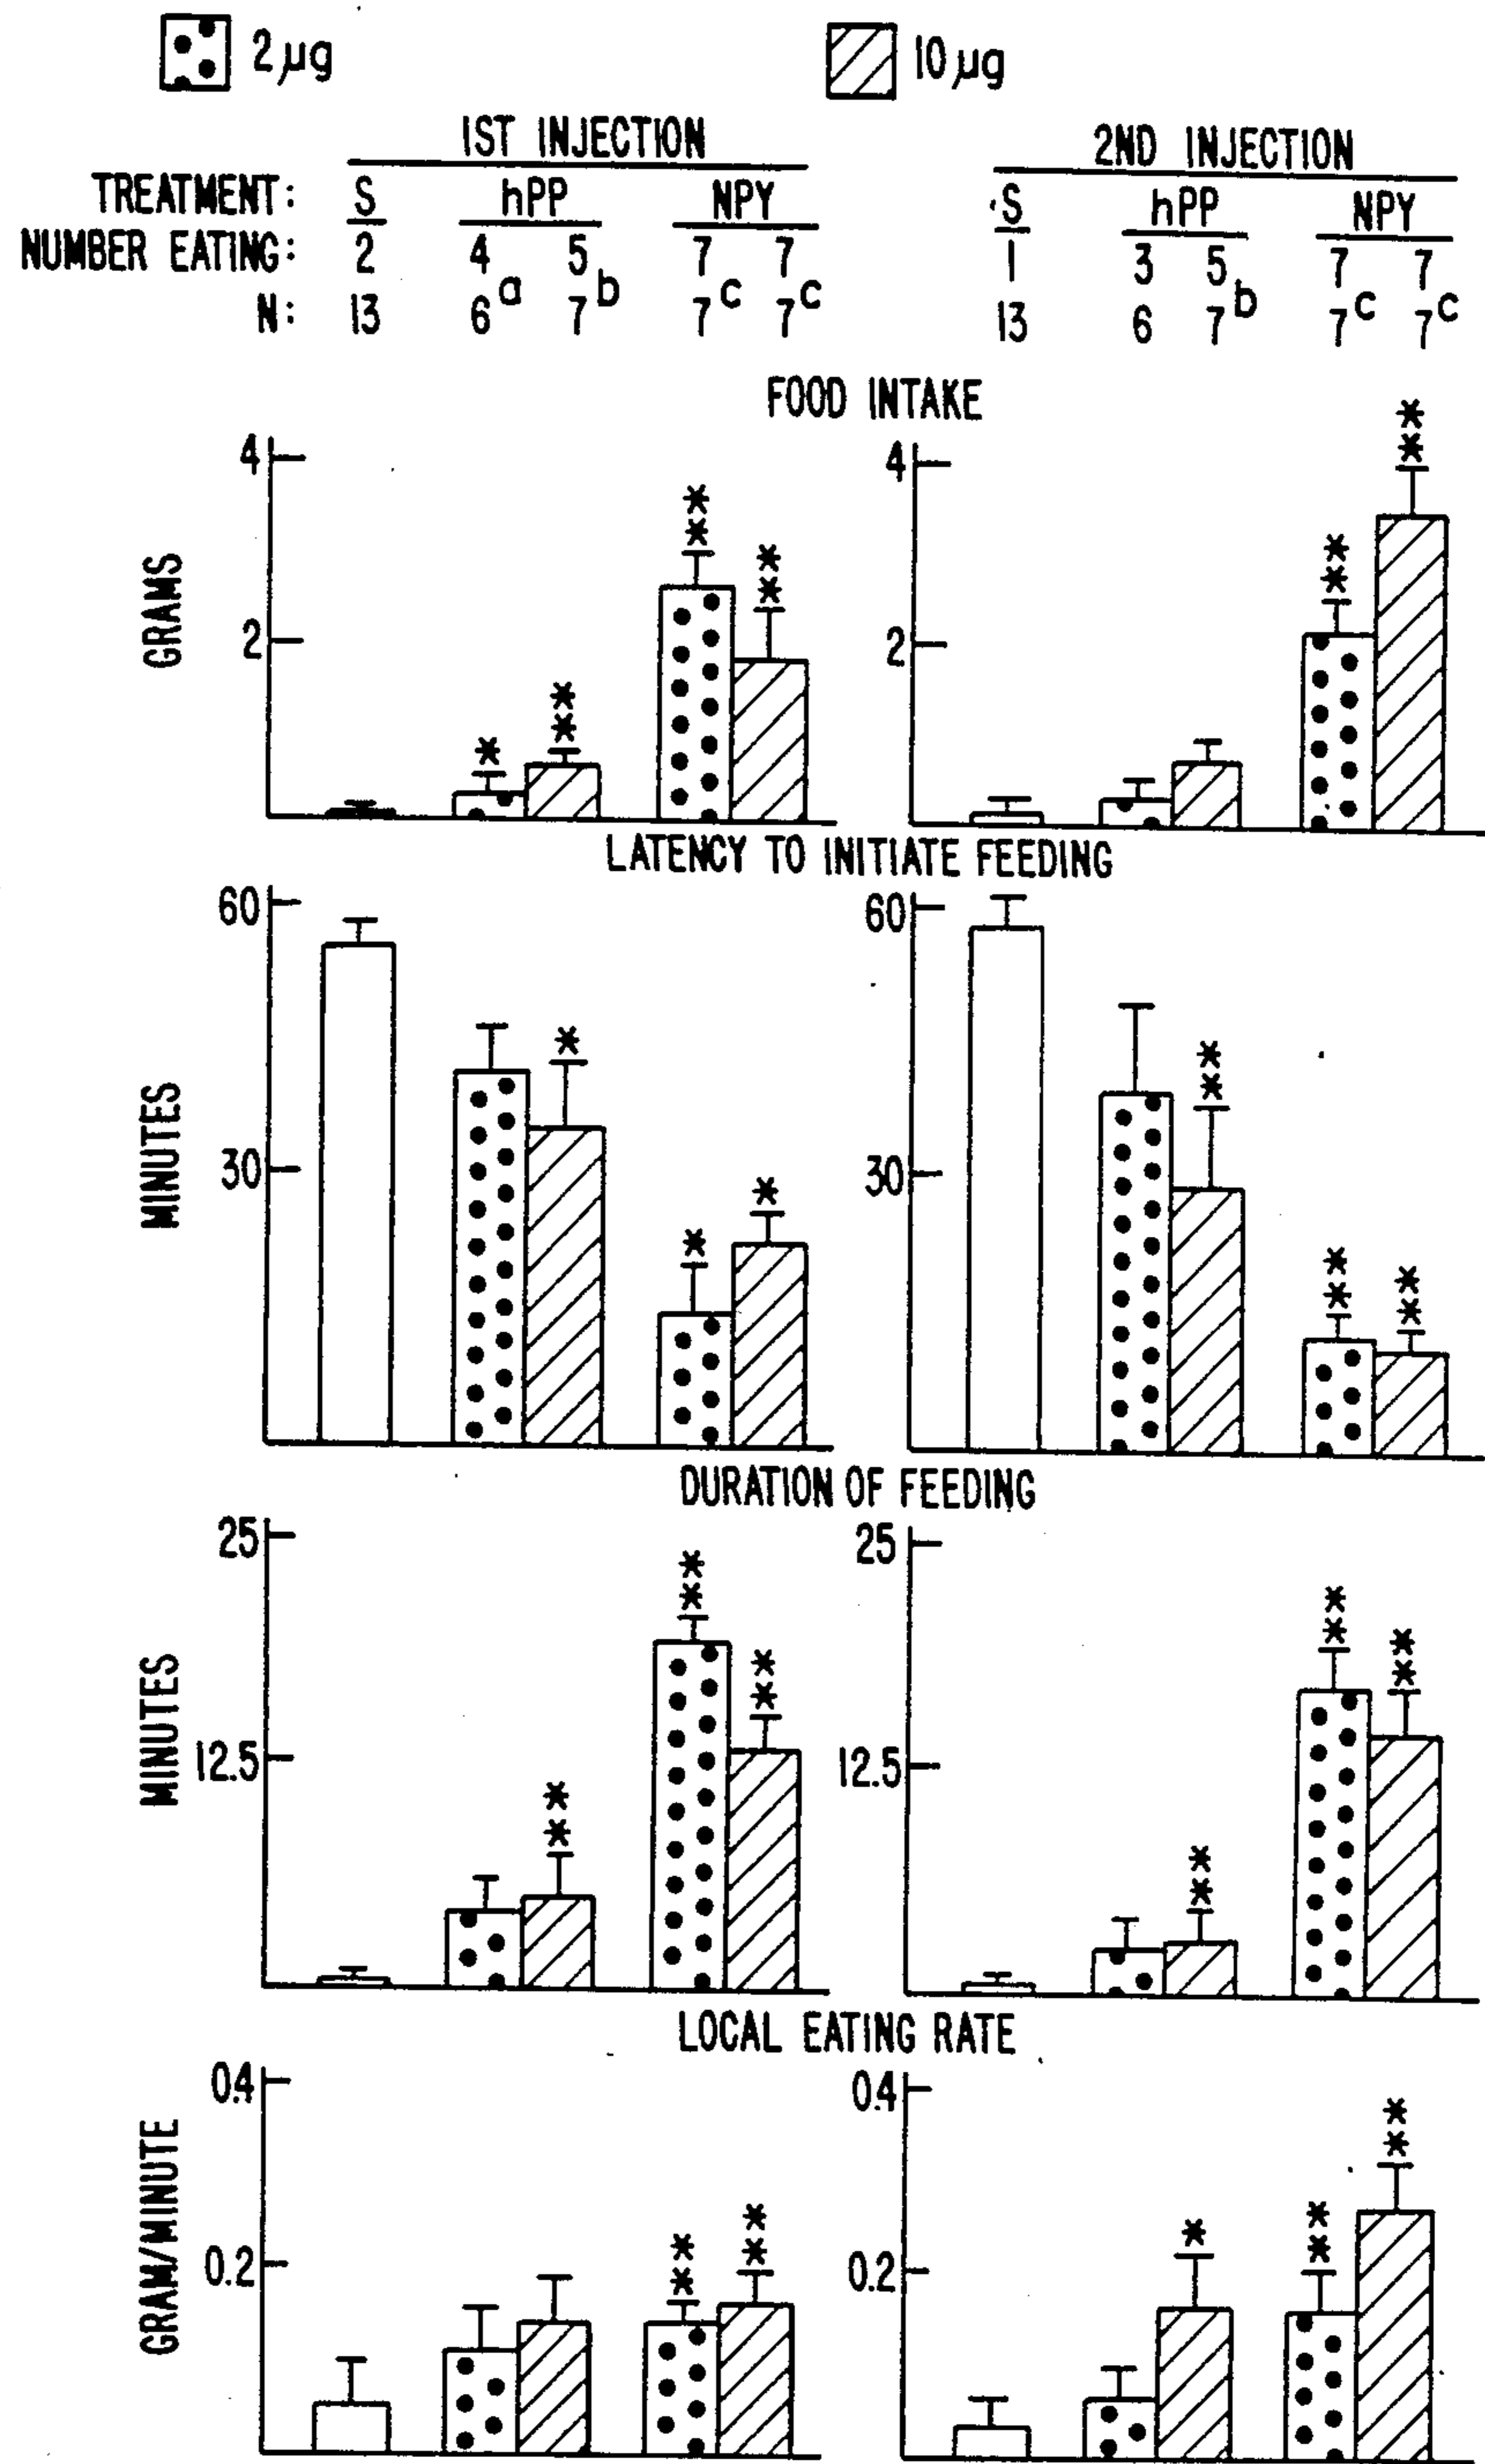 2 µg 10 µg
1ST INJECTION 2ND INJECTION
TREATMENT: S hPP NPY S hPP NPY
NUMBER EATING: 2 4 5 7 7 1 3 5 7 7
N: 13 6a 7b 7c 7c 13 6 7b 7c 7c
FOOD INTAKE
GRAMS
4
2
** ** * **
4
2
** **
LATENCY TO INITIATE FEEDING
MINUTES
60
30
* * *
60
30
** ** **
DURATION OF FEEDING
MINUTES
25
12.5
** ** **
25
12.5
** ** **
LOCAL EATING RATE
GRAM/MINUTE
0.4
0.2
** **
0.4
0.2
* ** **